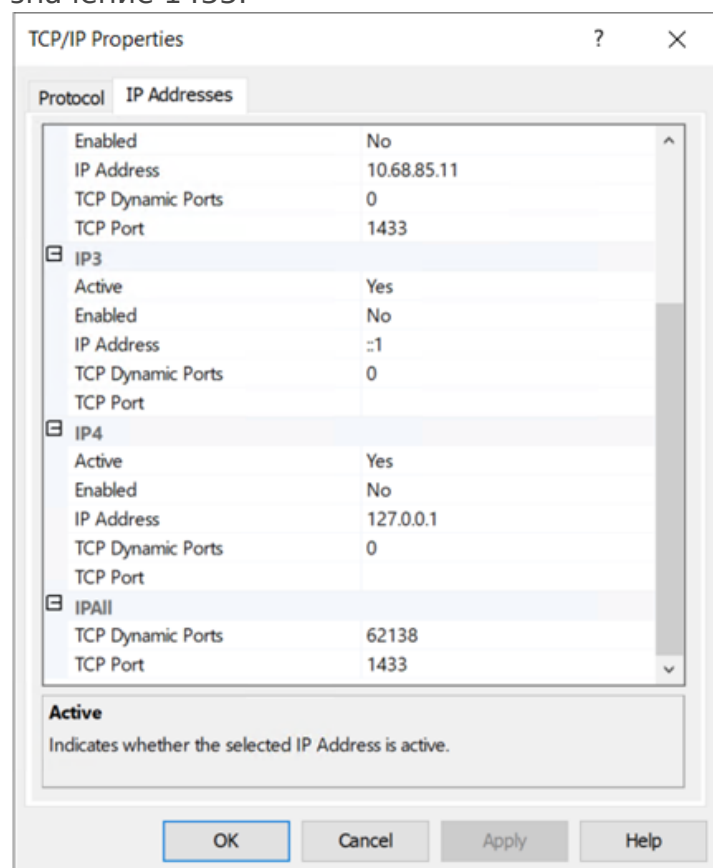 значение 1433.
TCP/IP Properties ? ×
Protocol IP Addresses
Enabled No
IP Address 10.68.85.11
TCP Dynamic Ports 0
TCP Port 1433
IP3
Active Yes
Enabled No
IP Address ::1
TCP Dynamic Ports 0
TCP Port
IP4
Active Yes
Enabled No
IP Address 127.0.0.1
TCP Dynamic Ports 0
TCP Port
IPAll
TCP Dynamic Ports 62138
TCP Port 1433
Active
Indicates whether the selected IP Address is active.
OK Cancel Apply Help